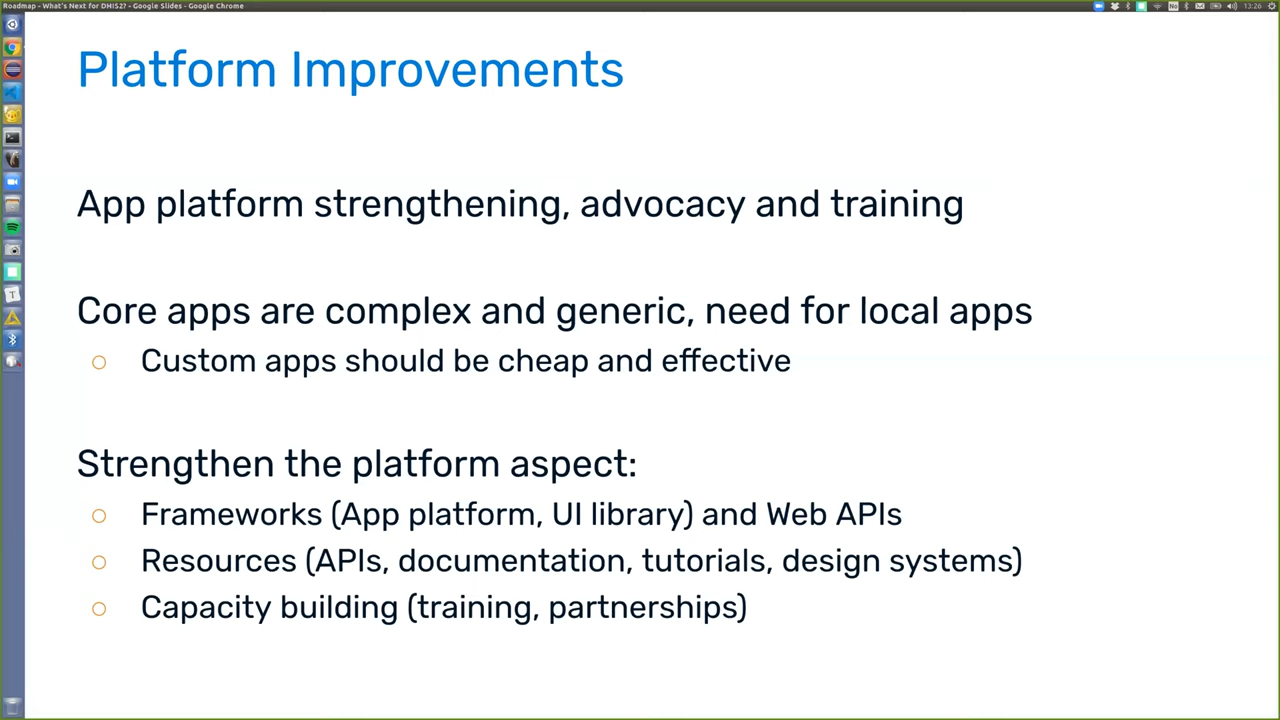 Roadmap - What's Next for DHIS2? - Google Slides - Google Chrome
13:26
Platform Improvements
App platform strengthening, advocacy and training
Core apps are complex and generic, need for local apps
Custom apps should be cheap and effective
Strengthen the platform aspect:
Frameworks (App platform, UI library) and Web APIs
Resources (APIs, documentation, tutorials, design systems)
Capacity building (training, partnerships)